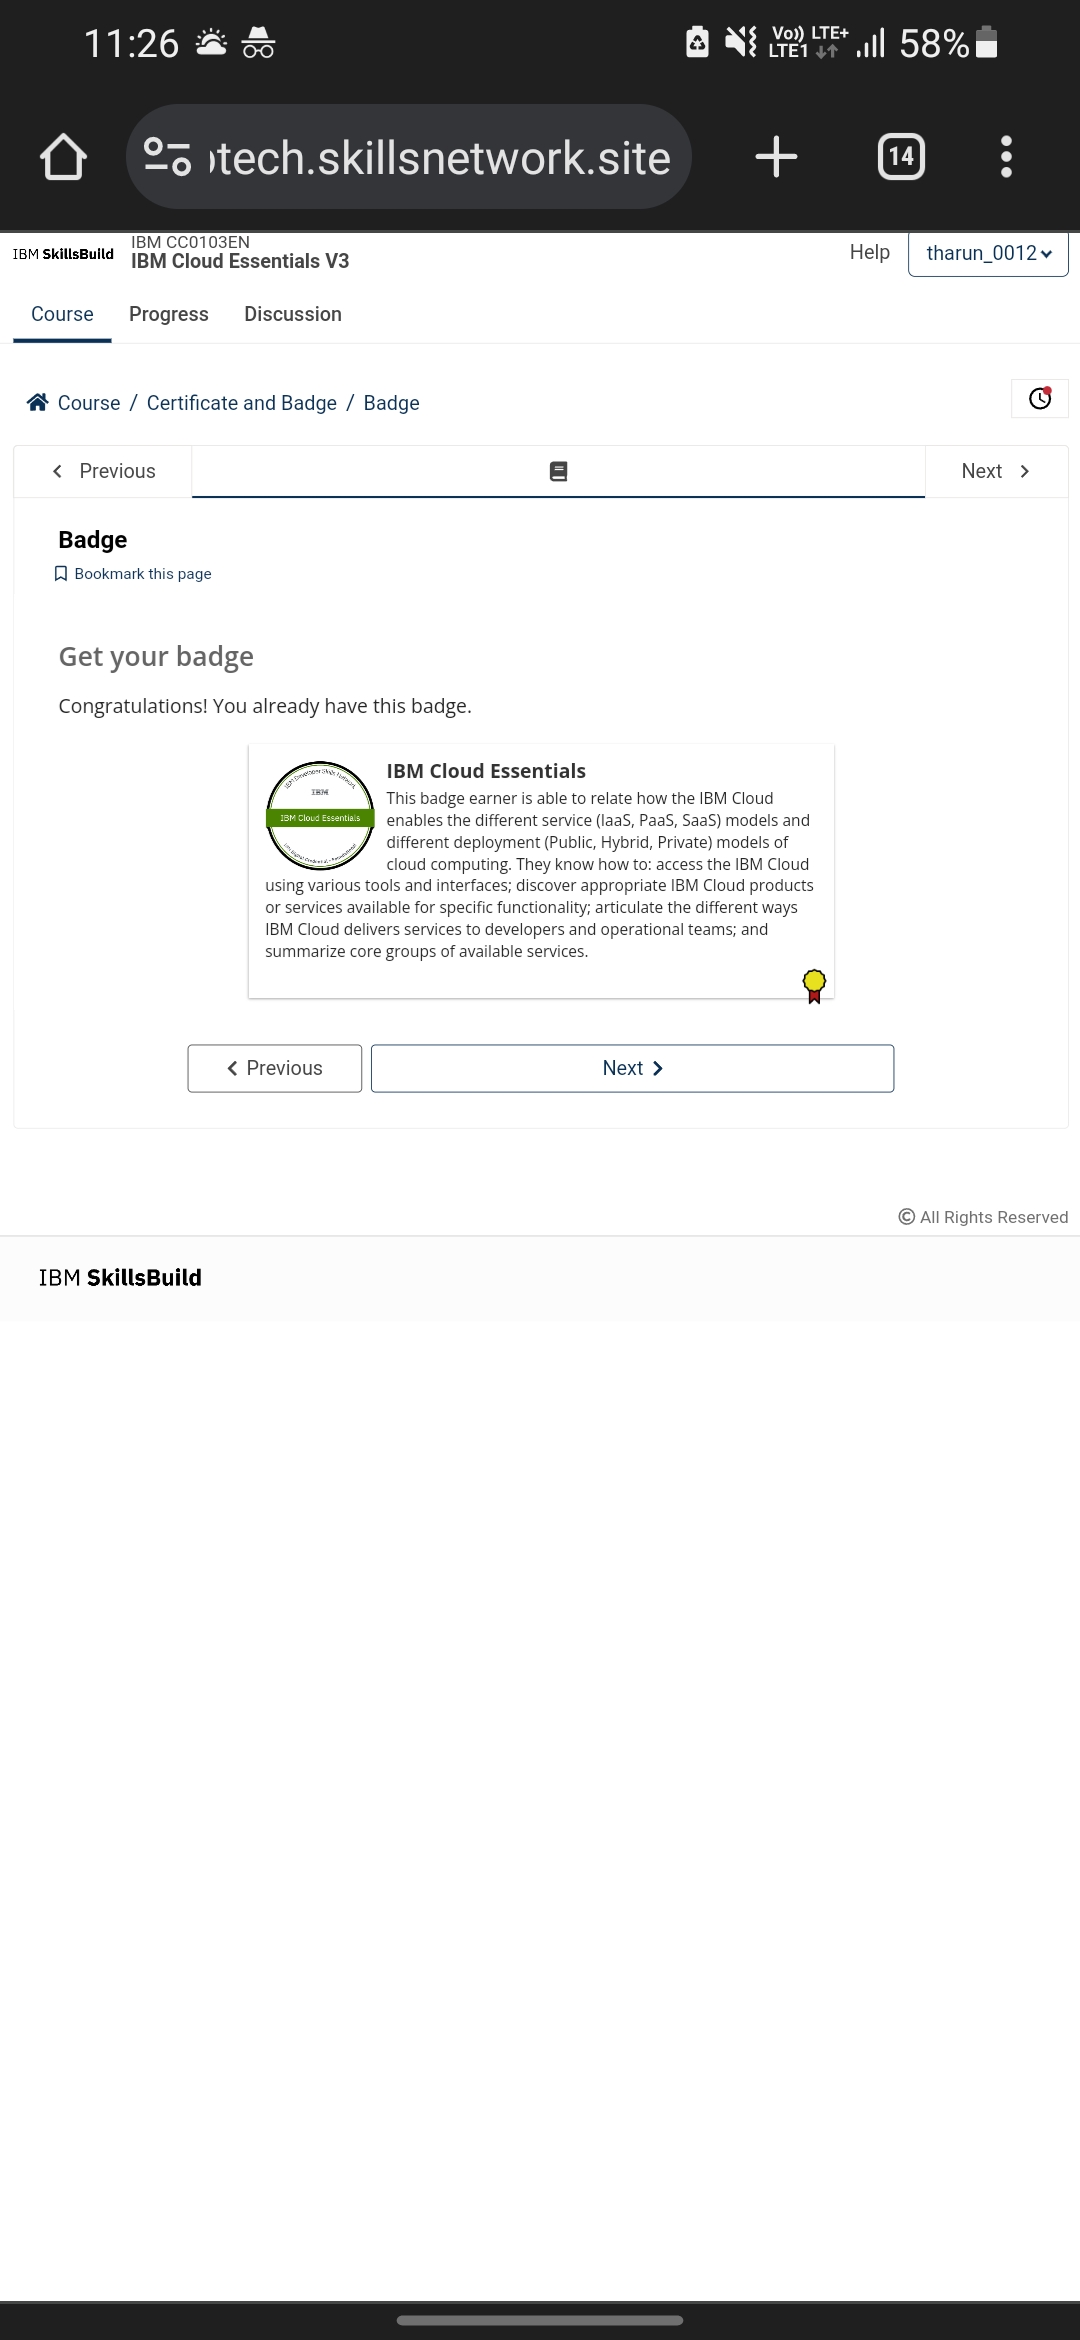 11:26
Vo)) LTE+
LTE1
58%
tech.skillsnetwork.site
14
IBM SkillsBuild
IBM CC0103EN
IBM Cloud Essentials V3
Help
tharun_0012
Course
Progress
Discussion
Course / Certificate and Badge / Badge
Previous
Next
Badge
Bookmark this page
Get your badge
Congratulations! You already have this badge.
IBM Developer Skills Network
IBM
IBM Cloud Essentials
IBM Cloud Essentials
This badge earner is able to relate how the IBM Cloud
enables the different service (IaaS, PaaS, SaaS) models and
different deployment (Public, Hybrid, Private) models of
cloud computing. They know how to: access the IBM Cloud
using various tools and interfaces; discover appropriate IBM Cloud products
or services available for specific functionality; articulate the different ways
IBM Cloud delivers services to developers and operational teams; and
summarize core groups of available services.
Previous
Next
© All Rights Reserved
IBM SkillsBuild